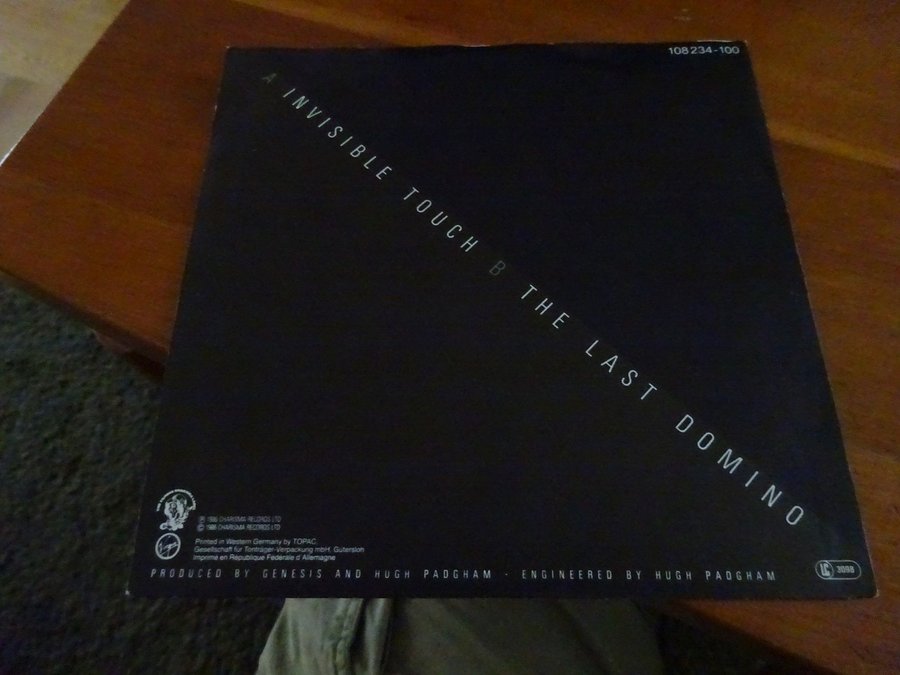 108 234-100
A INVISIBLE TOUCH B THE LAST DOMINO
℗ 1986 CHARISMA RECORDS LTD
© 1986 CHARISMA RECORDS LTD
Virgin
Printed in Western Germany by TOPAC,
Gesellschaft für Tonträger-Verpackung mbH, Gütersloh
Imprimé en République Fédérale d'Allemagne
PRODUCED BY GENESIS AND HUGH PADGHAM · ENGINEERED BY HUGH PADGHAM
LC 3098